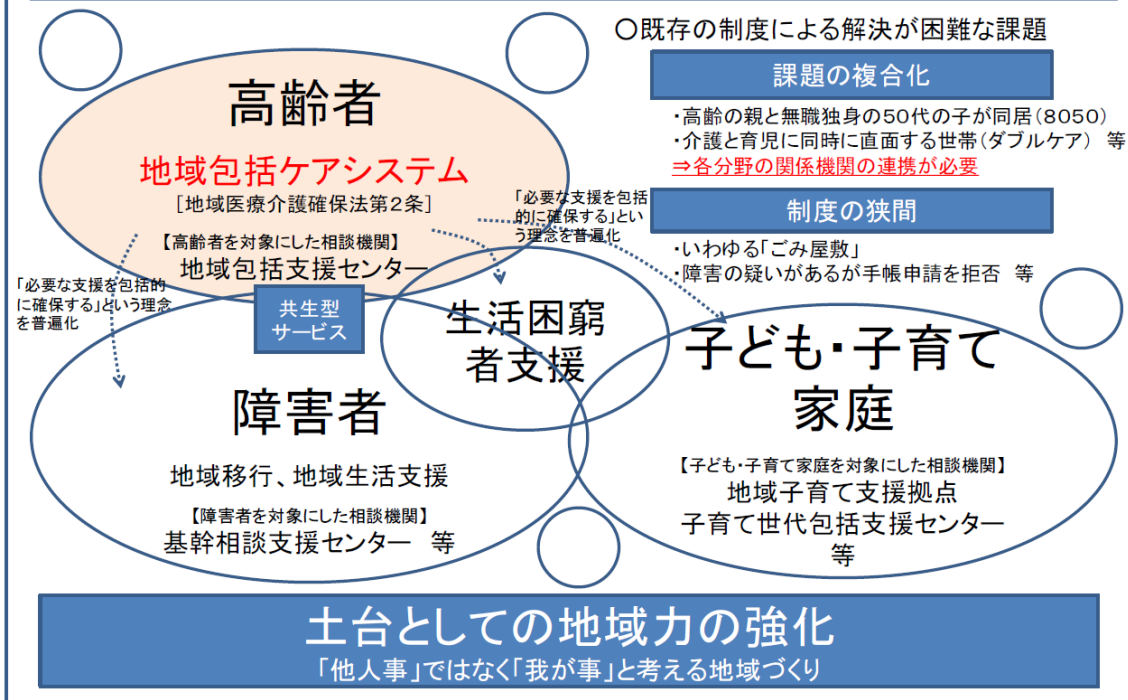 〇既存の制度による解決が困難な課題
課題の複合化
・高齢の親と無職独身の50代の子が同居(8050)
・介護と育児に同時に直面する世帯(ダブルケア) 等
⇒各分野の関係機関の連携が必要
制度の狭間
・いわゆる「ごみ屋敷」
・障害の疑いがあるが手帳申請を拒否 等
高齢者
地域包括ケアシステム
[地域医療介護確保法第2条]
【高齢者を対象にした相談機関】
地域包括支援センター
「必要な支援を包括
的に確保する」とい
う理念を普遍化
「必要な支援を包括的
に確保する」という理念
を普遍化
共生型
サービス
生活困窮
者支援
障害者
地域移行、地域生活支援
【障害者を対象にした相談機関】
基幹相談支援センター 等
子ども・子育て
家庭
【子ども・子育て家庭を対象にした相談機関】
地域子育て支援拠点
子育て世代包括支援センター
等
土台としての地域力の強化
「他人事」ではなく「我が事」と考える地域づくり